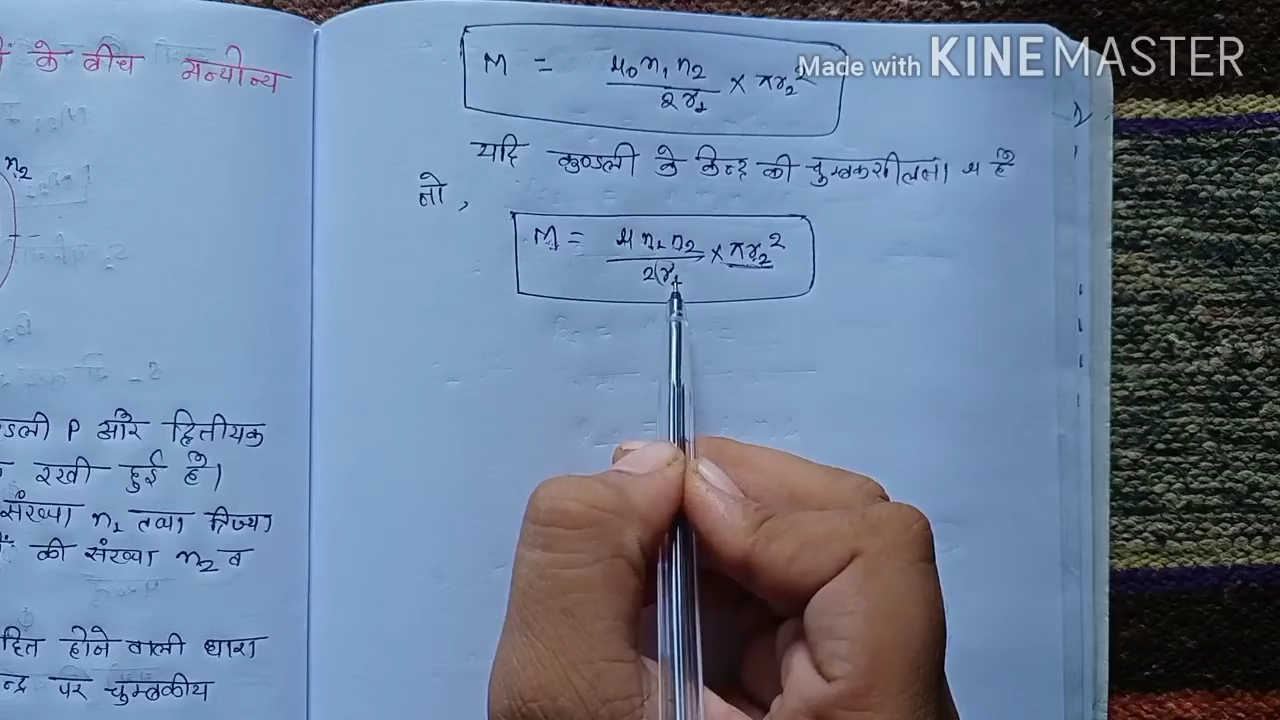 के बीच अन्योन्य
n₂
ण्डली P और द्वितीयक
रखी हुई है।
संख्या n₁ तथा त्रिज्या
की संख्या n₂ व
हित होने वाली धारा
न्द्र पर चुम्बकीय
M = μ₀n₁n₂/2r₁ × πr₂²
यदि कुण्डली के केन्द्र की चुम्बकशीलता μ है
तो,
M = μn₁n₂/2r₁ × πr₂²
Made with KINEMASTER